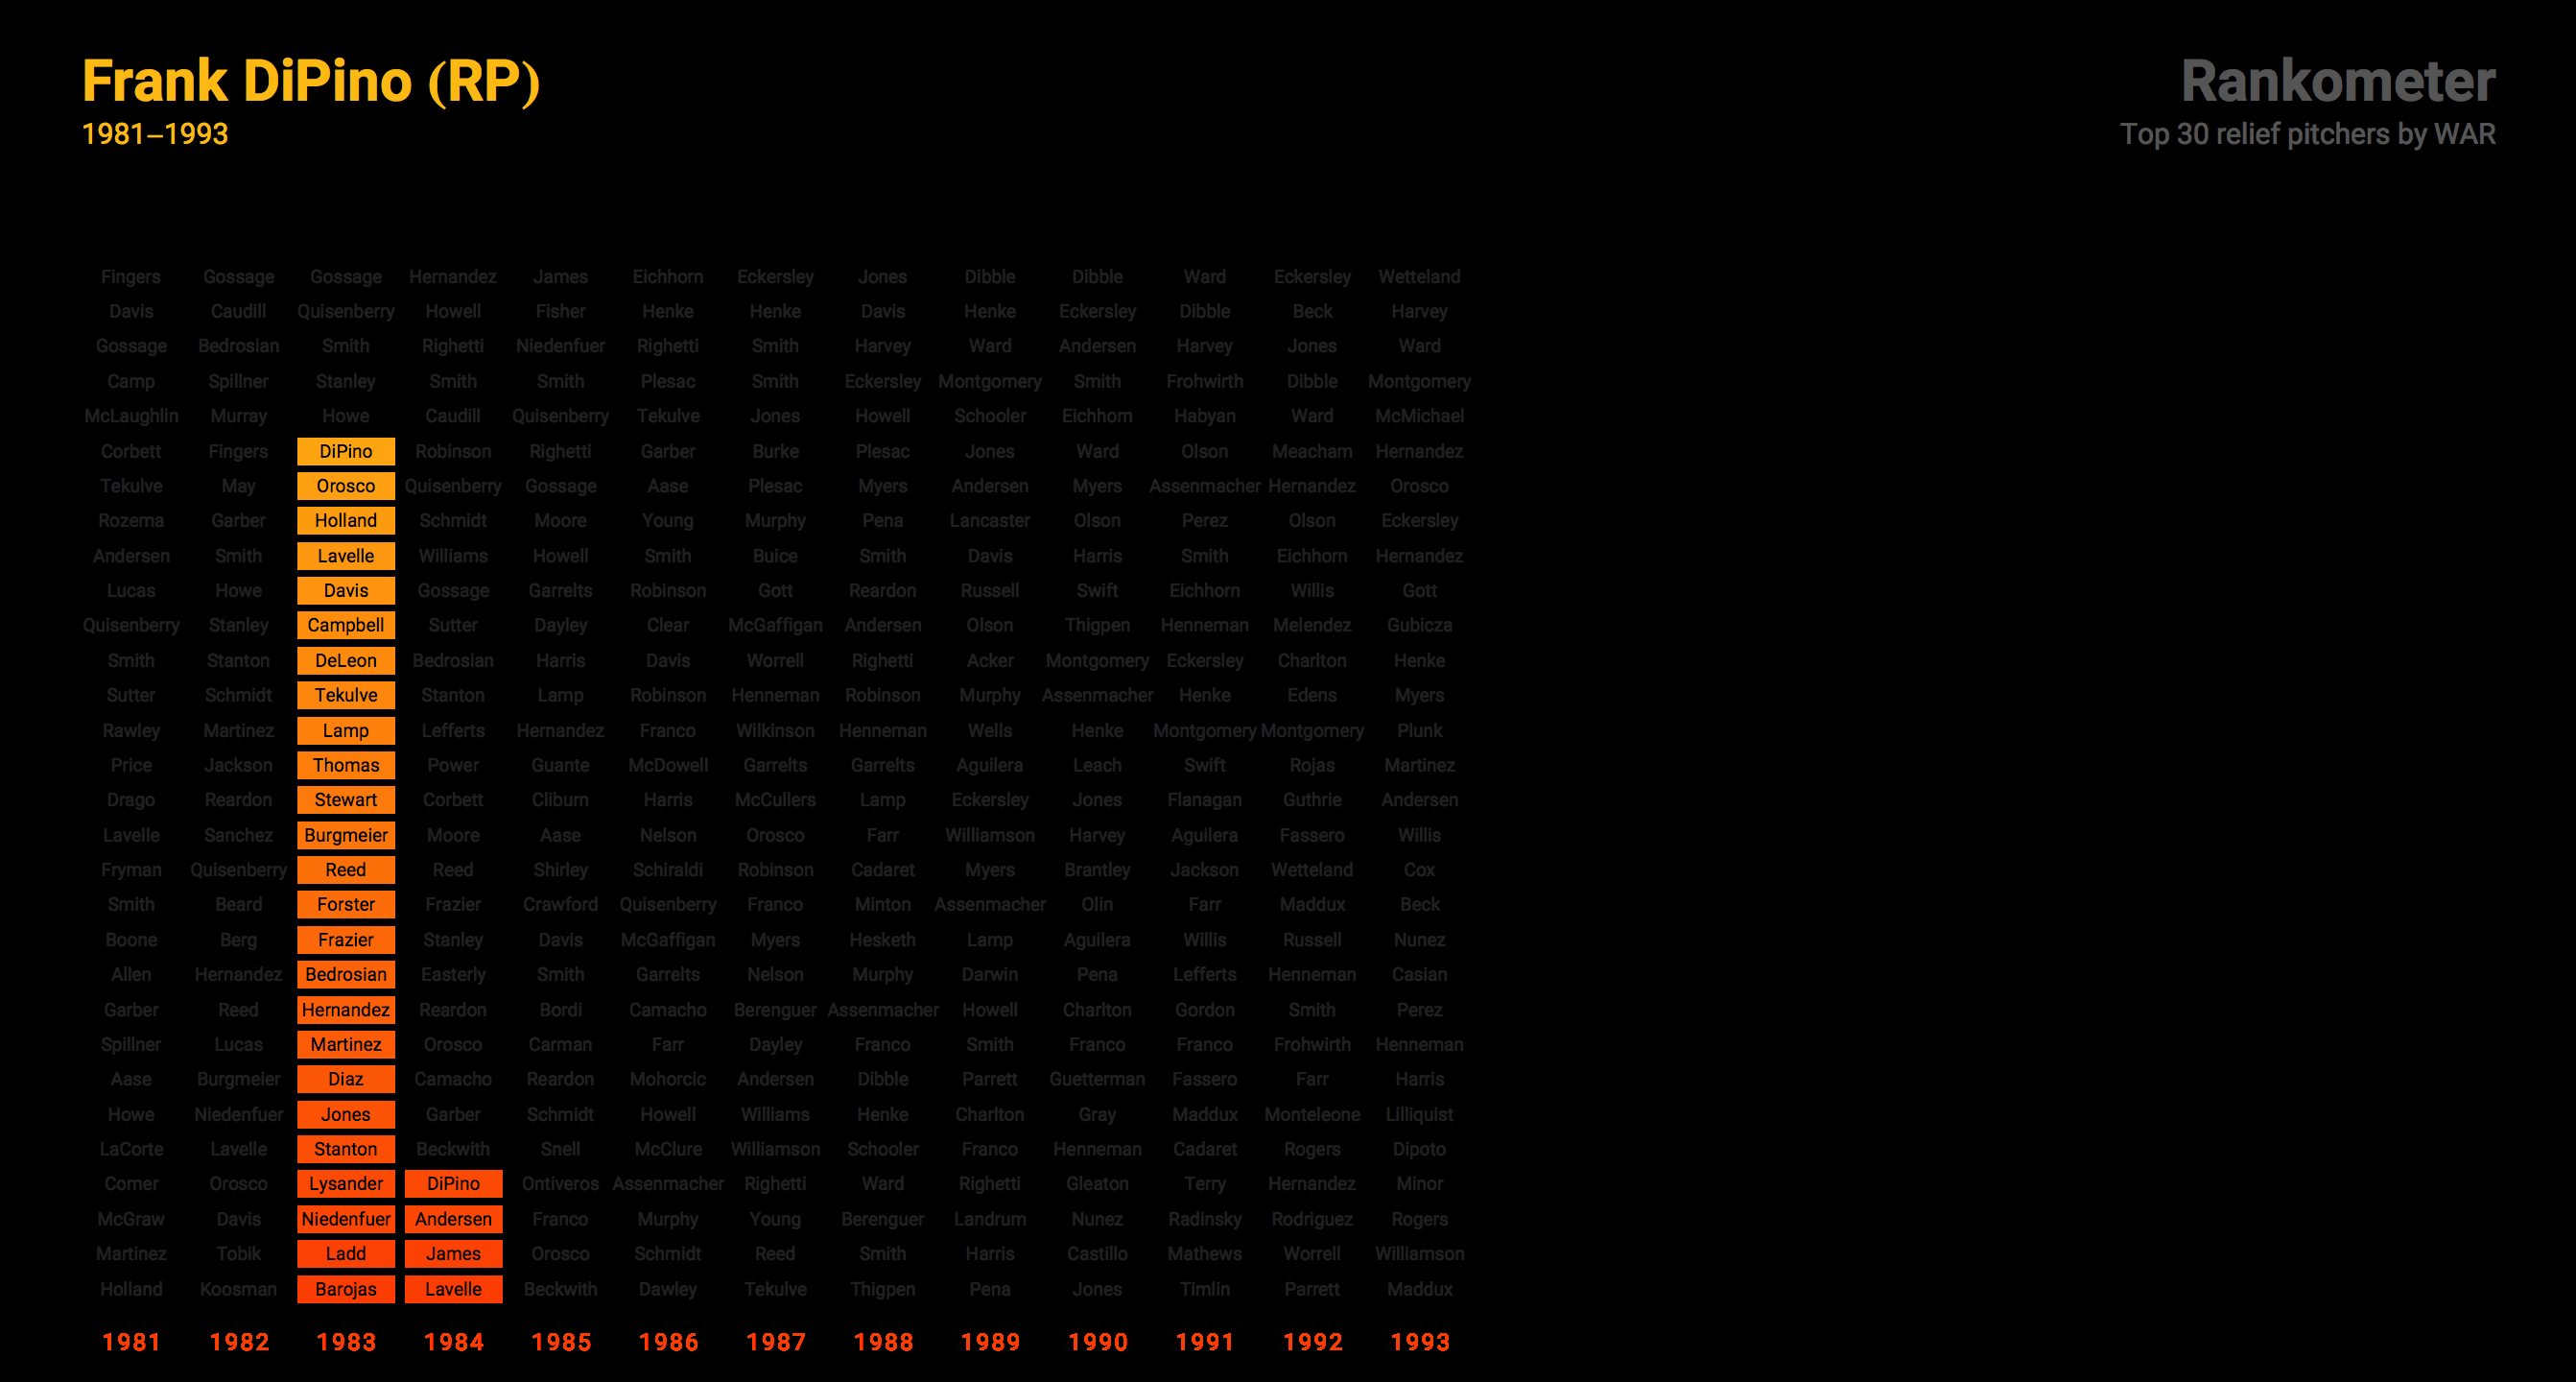 Frank DiPino (RP)
1981–1993
Rankometer
Top 30 relief pitchers by WAR
Fingers Gossage Gossage Hernandez James Eichhorn Eckersley Jones Dibble Dibble Ward Eckersley Wetteland
Davis Caudill Quisenberry Howell Fisher Henke Henke Davis Henke Eckersley Dibble Beck Harvey
Gossage Bedrosian Smith Righetti Niedenfuer Righetti Smith Harvey Ward Andersen Harvey Jones Ward
Camp Spillner Stanley Smith Smith Plesac Smith Eckersley Montgomery Smith Frohwirth Dibble Montgomery
McLaughlin Murray Howe Caudill Quisenberry Tekulve Jones Howell Schooler Eichhorn Habyan Ward McMichael
Corbett Fingers DiPino Robinson Righetti Garber Burke Plesac Jones Ward Olson Meacham Hernandez
Tekulve May Orosco Quisenberry Gossage Aase Plesac Myers Andersen Myers Assenmacher Hernandez Orosco
Rozema Garber Holland Schmidt Moore Young Murphy Pena Lancaster Olson Perez Olson Eckersley
Andersen Smith Lavelle Williams Howell Smith Buice Smith Davis Harris Smith Eichhorn Hernandez
Lucas Howe Davis Gossage Garrelts Robinson Gott Reardon Russell Swift Eichhorn Willis Gott
Quisenberry Stanley Campbell Sutter Dayley Clear McGaffigan Andersen Olson Thigpen Henneman Melendez Gubicza
Smith Stanton DeLeon Bedrosian Harris Davis Worrell Righetti Acker Montgomery Eckersley Charlton Henke
Sutter Schmidt Tekulve Stanton Lamp Robinson Henneman Robinson Murphy Assenmacher Henke Edens Myers
Rawley Martinez Lamp Lefferts Hernandez Franco Wilkinson Henneman Wells Henke Montgomery Montgomery Plunk
Price Jackson Thomas Power Guante McDowell Garrelts Garrelts Aguilera Leach Swift Rojas Martinez
Drago Reardon Stewart Corbett Cliburn Harris McCullers Lamp Eckersley Jones Flanagan Guthrie Andersen
Lavelle Sanchez Burgmeier Moore Aase Nelson Orosco Farr Williamson Harvey Aguilera Fassero Willis
Fryman Quisenberry Reed Reed Shirley Schiraldi Robinson Cadaret Myers Brantley Jackson Wetteland Cox
Smith Beard Forster Frazier Crawford Quisenberry Franco Minton Assenmacher Olin Farr Maddux Beck
Boone Berg Frazier Stanley Davis McGaffigan Myers Hesketh Lamp Aguilera Willis Russell Nunez
Allen Hernandez Bedrosian Easterly Smith Garrelts Nelson Murphy Darwin Pena Lefferts Henneman Casian
Garber Reed Hernandez Reardon Bordi Camacho Berenguer Assenmacher Howell Charlton Gordon Smith Perez
Spillner Lucas Martinez Orosco Carman Farr Dayley Franco Smith Franco Franco Frohwirth Henneman
Aase Burgmeier Diaz Camacho Reardon Mohorcic Andersen Dibble Parrett Guetterman Fassero Farr Harris
Howe Niedenfuer Jones Garber Schmidt Howell Williams Henke Charlton Gray Maddux Monteleone Lilliquist
LaCorte Lavelle Stanton Beckwith Snell McClure Williamson Schooler Franco Henneman Cadaret Rogers Dipoto
Comer Orosco Lysander DiPino Ontiveros Assenmacher Righetti Ward Righetti Gleaton Terry Hernandez Minor
McGraw Davis Niedenfuer Andersen Franco Murphy Young Berenguer Landrum Nunez Radinsky Rodriguez Rogers
Martinez Tobik Ladd James Orosco Schmidt Reed Smith Harris Castillo Mathews Worrell Williamson
Holland Koosman Barojas Lavelle Beckwith Dawley Tekulve Thigpen Pena Jones Timlin Parrett Maddux
1981 1982 1983 1984 1985 1986 1987 1988 1989 1990 1991 1992 1993